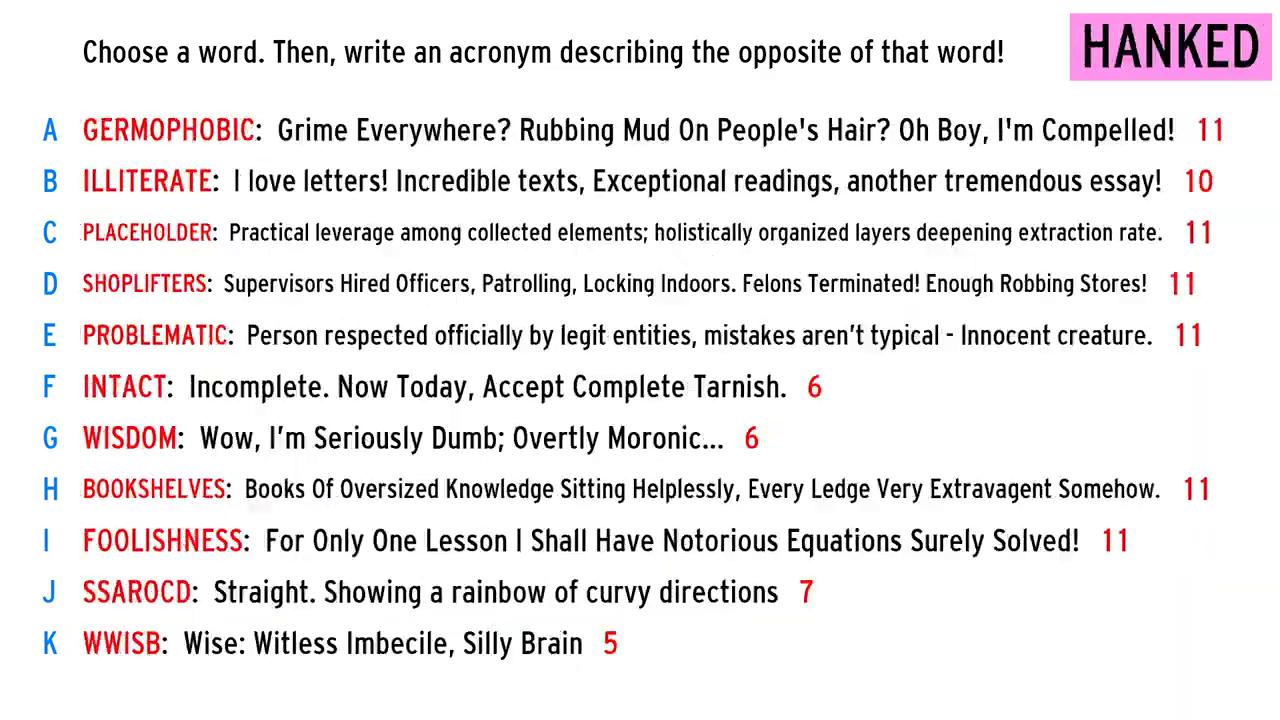 Choose a word. Then, write an acronym describing the opposite of that word!
HANKED
A GERMOPHOBIC: Grime Everywhere? Rubbing Mud On People's Hair? Oh Boy, I'm Compelled! 11
B ILLITERATE: I love letters! Incredible texts, Exceptional readings, another tremendous essay! 10
C PLACEHOLDER: Practical leverage among collected elements; holistically organized layers deepening extraction rate. 11
D SHOPLIFTERS: Supervisors Hired Officers, Patrolling, Locking Indoors. Felons Terminated! Enough Robbing Stores! 11
E PROBLEMATIC: Person respected officially by legit entities, mistakes aren’t typical - Innocent creature. 11
F INTACT: Incomplete. Now Today, Accept Complete Tarnish. 6
G WISDOM: Wow, I’m Seriously Dumb; Overtly Moronic... 6
H BOOKSHELVES: Books Of Oversized Knowledge Sitting Helplessly, Every Ledge Very Extravagent Somehow. 11
I FOOLISHNESS: For Only One Lesson I Shall Have Notorious Equations Surely Solved! 11
J SSAROCD: Straight. Showing a rainbow of curvy directions 7
K WWISB: Wise: Witless Imbecile, Silly Brain 5